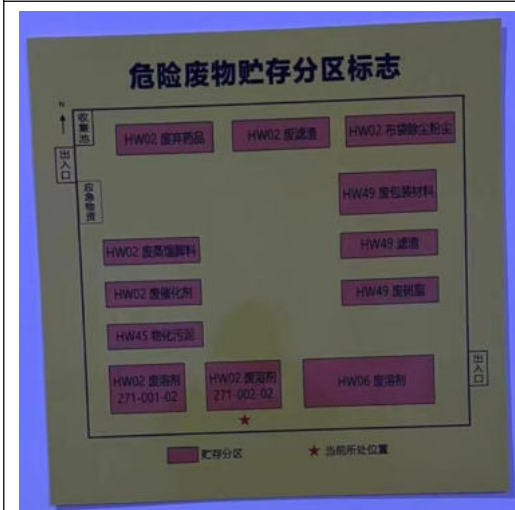 危险废物贮存分区标志
N
收集池
HW02 废弃药品
HW02 废滤渣
HW02 布袋除尘粉尘
出入口
应急物资
HW49 废包装材料
HW02 废蒸馏脚料
HW49 滤渣
HW02 废催化剂
HW49 废树脂
HW45 物化污泥
HW02 废溶剂
271-001-02
HW02 废溶剂
271-002-02
HW06 废溶剂
出入口
贮存分区
当前所处位置